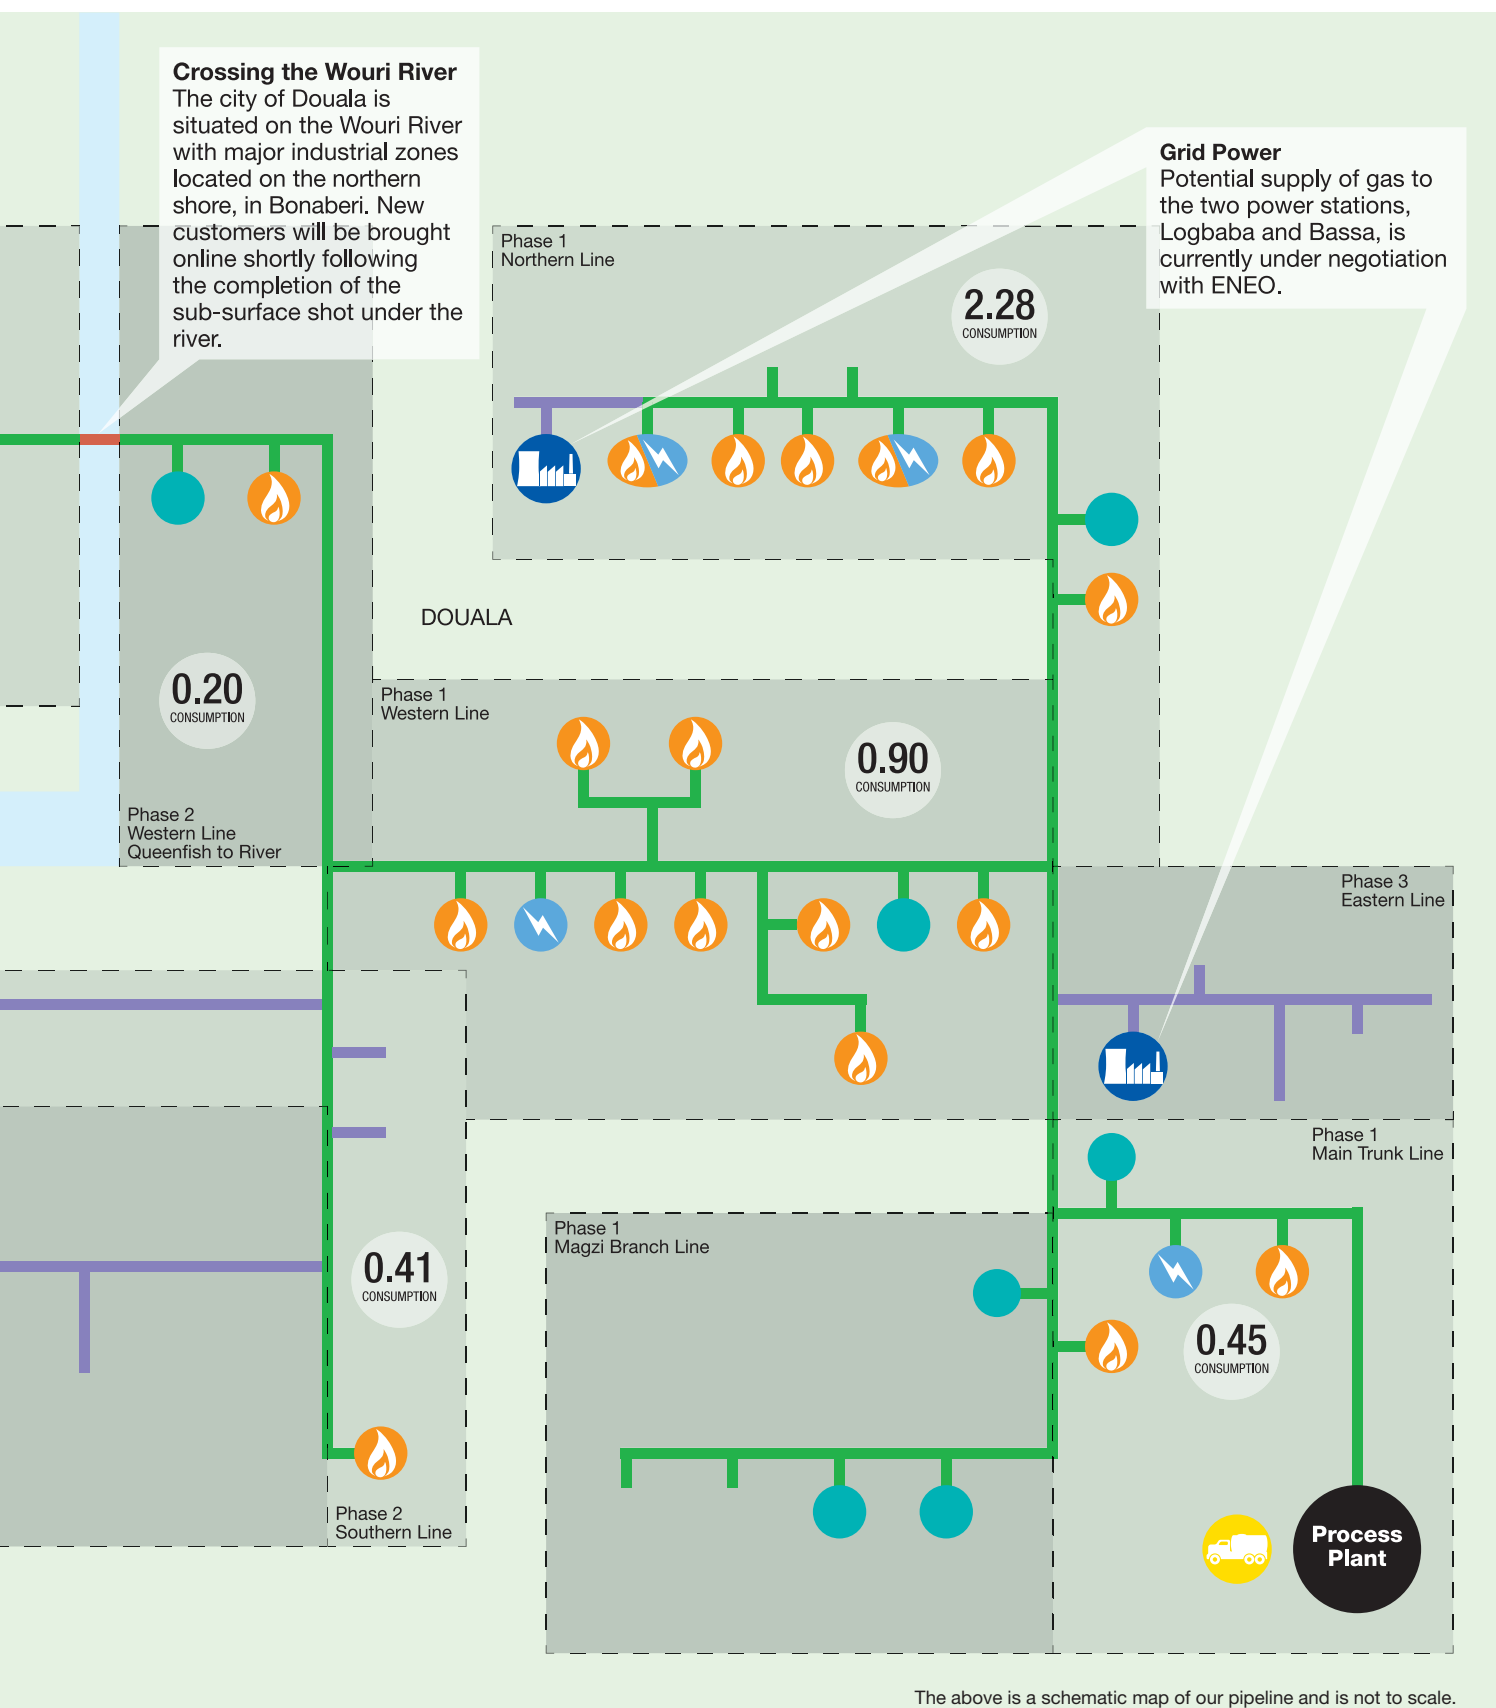 Crossing the Wouri River
The city of Douala is
situated on the Wouri River
with major industrial zones
located on the northern
shore, in Bonaberi. New
customers will be brought
online shortly following
the completion of the
sub-surface shot under the
river.
Grid Power
Potential supply of gas to
the two power stations,
Logbaba and Bassa, is
currently under negotiation
with ENEO.
Phase 1
Northern Line
2.28
CONSUMPTION
DOUALA
0.20
CONSUMPTION
Phase 1
Western Line
0.90
CONSUMPTION
Phase 2
Western Line
Queenfish to River
Phase 3
Eastern Line
Phase 1
Main Trunk Line
Phase 1
Magzi Branch Line
0.41
CONSUMPTION
0.45
CONSUMPTION
Phase 2
Southern Line
Process
Plant
The above is a schematic map of our pipeline and is not to scale.